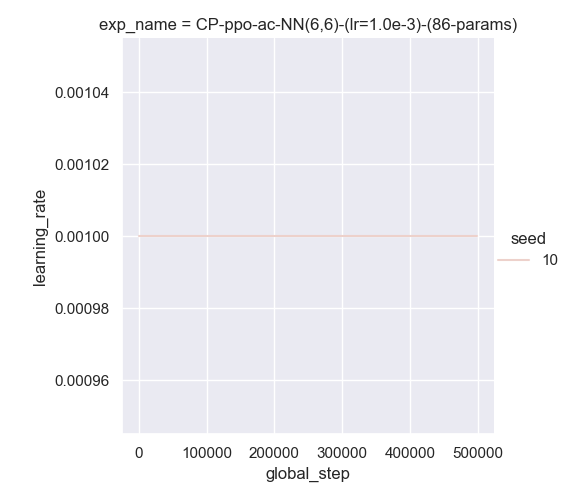 exp_name = CP-ppo-ac-NN(6,6)-(lr=1.0e-3)-(86-params)
0.00104
0.00102
0.00100
0.00098
0.00096
learning_rate
seed
10
0 100000 200000 300000 400000 500000
global_step